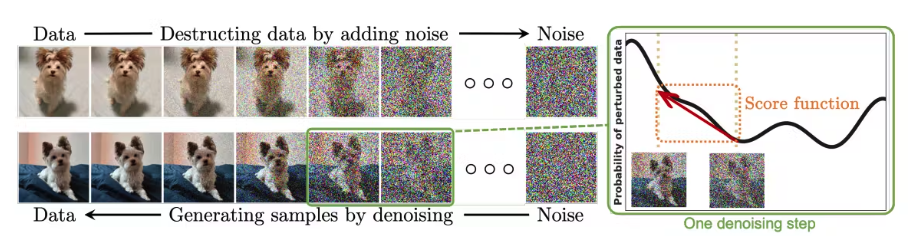 Data Destructing data by adding noise Noise
Data Generating samples by denoising Noise
Probability of perturbed data
Score function
One denoising step